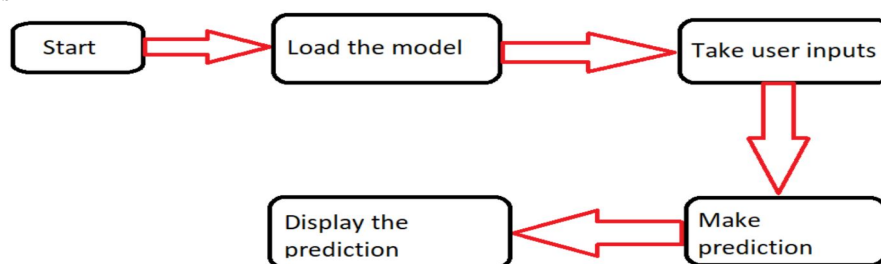 Start
Load the model
Take user inputs
Make
prediction
Display the
prediction